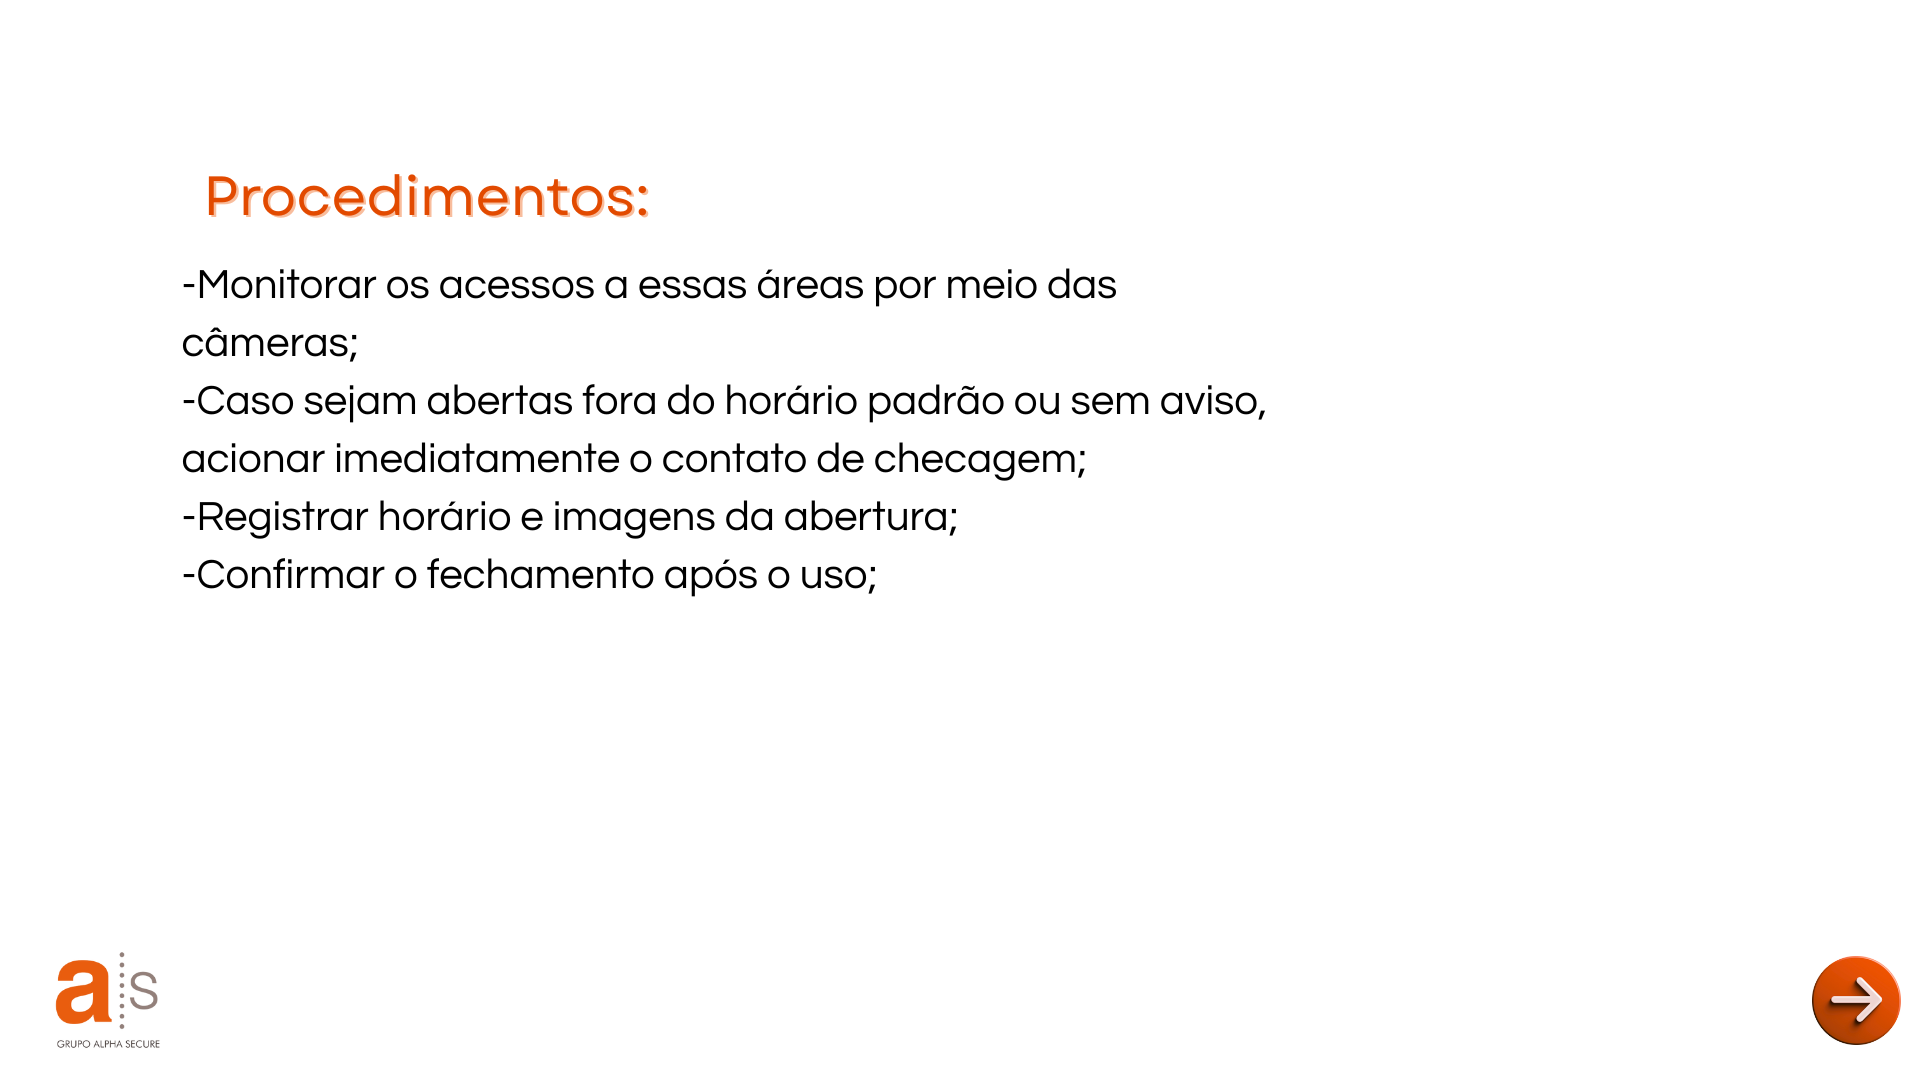 Procedimentos:
-Monitorar os acessos a essas áreas por meio das
câmeras;
-Caso sejam abertas fora do horário padrão ou sem aviso,
acionar imediatamente o contato de checagem;
-Registrar horário e imagens da abertura;
-Confirmar o fechamento após o uso;
a s
GRUPO ALPHA SECURE